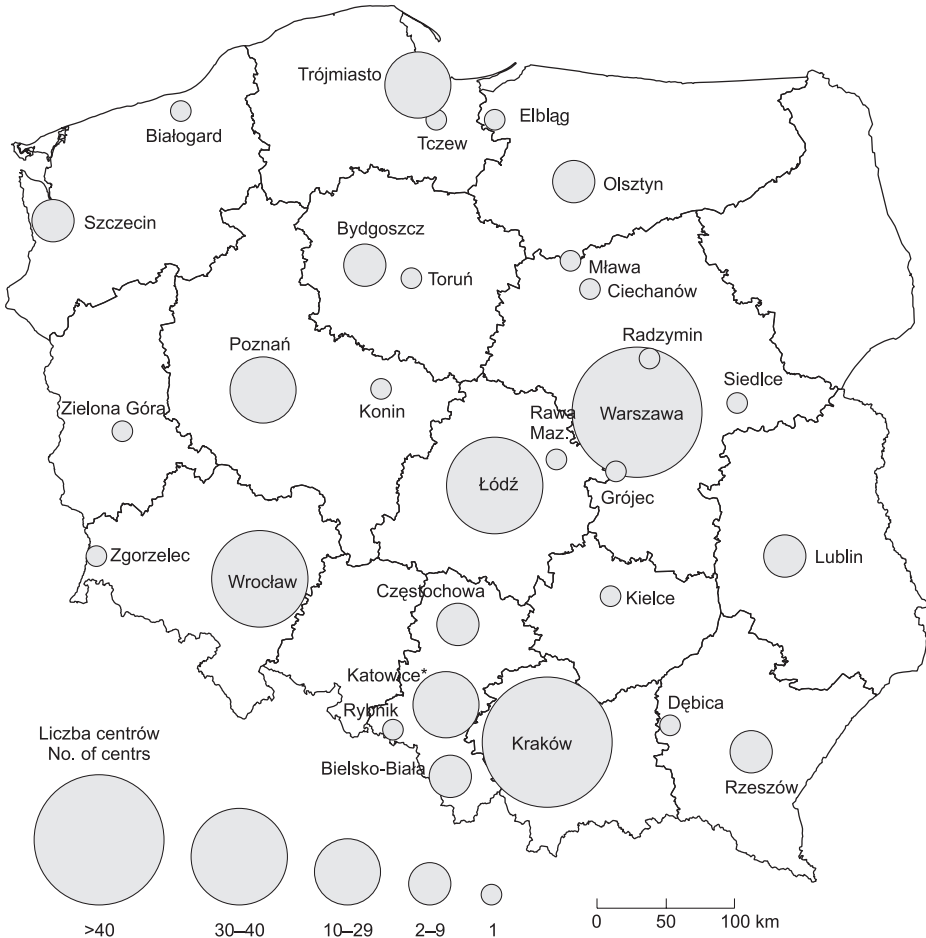 Trójmiasto
Białogard
Tczew
Elbląg
Olsztyn
Szczecin
Bydgoszcz
Toruń
Mława
Ciechanów
Radzymin
Poznań
Konin
Siedlce
Zielona Góra
Rawa
Maz.
Warszawa
Łódź
Grójec
Zgorzelec
Wrocław
Częstochowa
Kielce
Lublin
Katowice*
Rybnik
Dębica
Kraków
Bielsko-Biała
Rzeszów
Liczba centrów
No. of centrs
>40
30–40
10–29
2–9
1
0
50
100 km